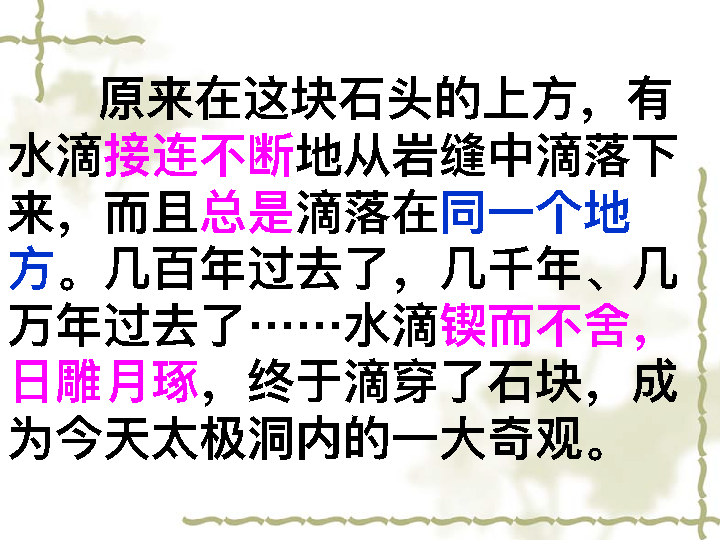 原来在这块石头的上方，有
水滴接连不断地从岩缝中滴落下
来，而且总是滴落在同一个地
方。几百年过去了，几千年、几
万年过去了……水滴锲而不舍，
日雕月琢，终于滴穿了石块，成
为今天太极洞内的一大奇观。